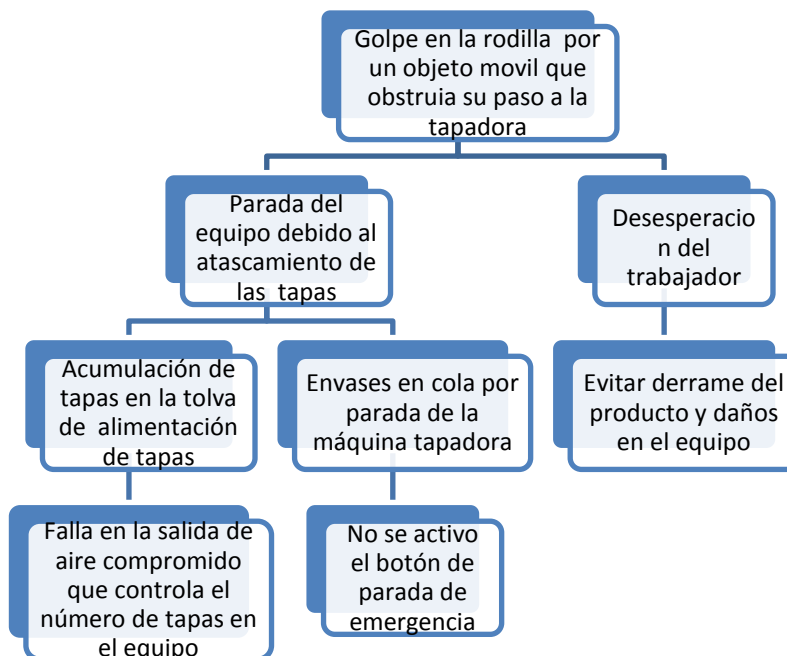 Golpe en la rodilla por
un objeto movil que
obstruia su paso a la
tapadora
Parada del
equipo debido al
atascamiento de
las tapas
Desesperacio
n del
trabajador
Acumulación de
tapas en la tolva
de alimentación
de tapas
Envases en cola por
parada de la
máquina tapadora
Evitar derrame del
producto y daños
en el equipo
Falla en la salida de
aire compromido
que controla el
número de tapas en
el equipo
No se activo
el botón de
parada de
emergencia